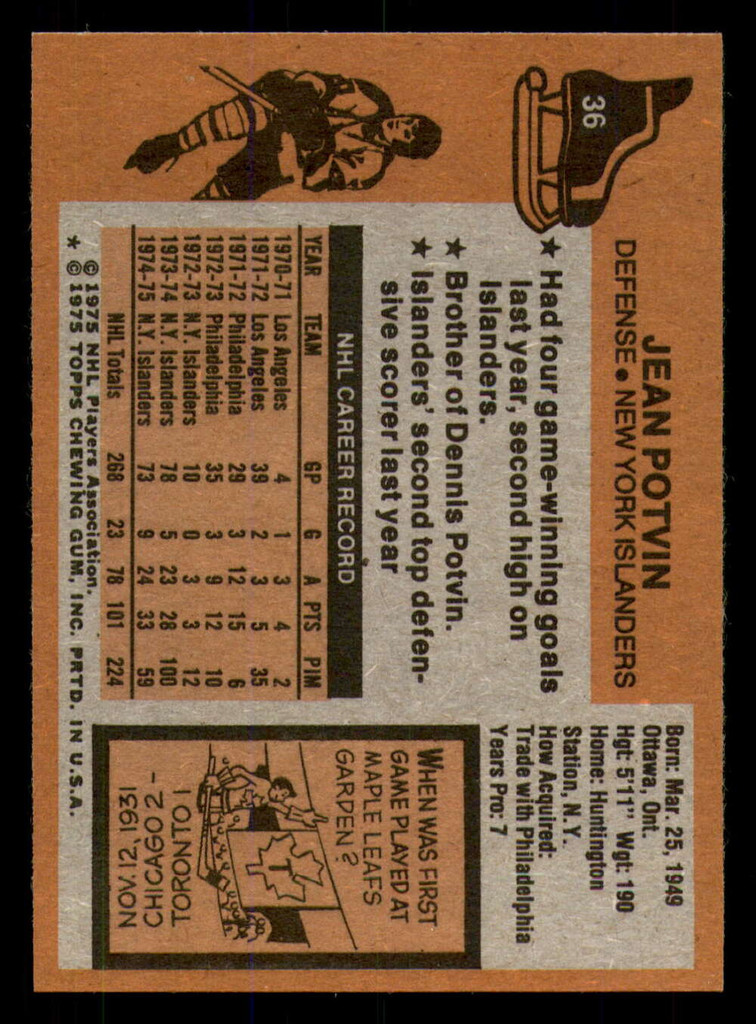 36
JEAN POTVIN
DEFENSE • NEW YORK ISLANDERS
★ Had four game-winning goals
last year, second high on
Islanders.
★ Brother of Dennis Potvin.
★ Islanders' second top defen-
sive scorer last year
Born: Mar. 25, 1949
Ottawa, Ont.
Hgt: 5'11" Wgt: 190
Home: Huntington
Station, N.Y.
How Acquired:
Trade with Philadelphia
Years Pro: 7
NHL CAREER RECORD
YEAR TEAM GP G A PTS PIM
1970-71 Los Angeles 4 1 3 4 2
1971-72 Los Angeles 39 2 3 5 35
1971-72 Philadelphia 29 3 12 15 6
1972-73 Philadelphia 35 3 9 12 10
1972-73 N.Y. Islanders 10 0 3 3 12
1973-74 N.Y. Islanders 78 5 23 28 100
1974-75 N.Y. Islanders 73 9 24 33 59
NHL Totals 268 23 78 101 224
WHEN WAS FIRST
GAME PLAYED AT
MAPLE LEAFS
GARDEN?
T
TORONTO 1
CHICAGO 2 -
NOV. 12, 1931
© 1975 NHL Players Association.
★ © 1975 TOPPS CHEWING GUM, INC. PRTD. IN U.S.A.